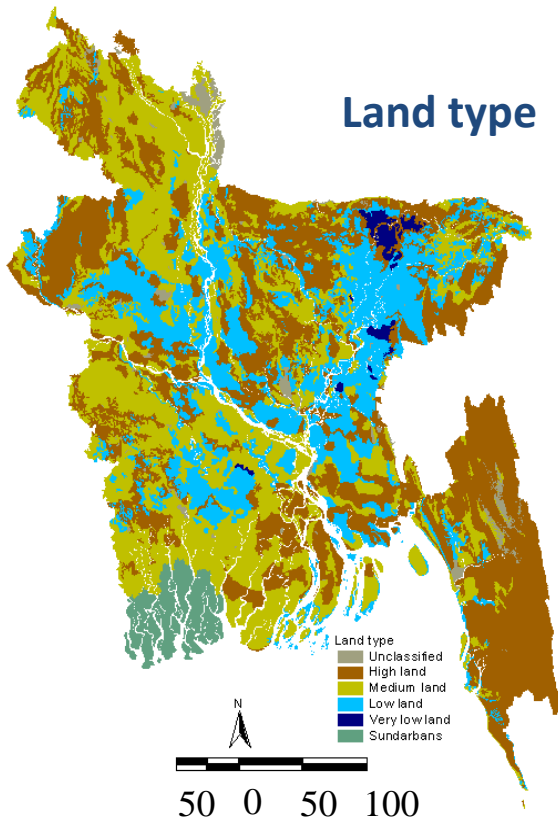 Land type
Land type
Unclassified
High land
Medium land
Low land
Very low land
Sundarbans
N
50 0 50 100